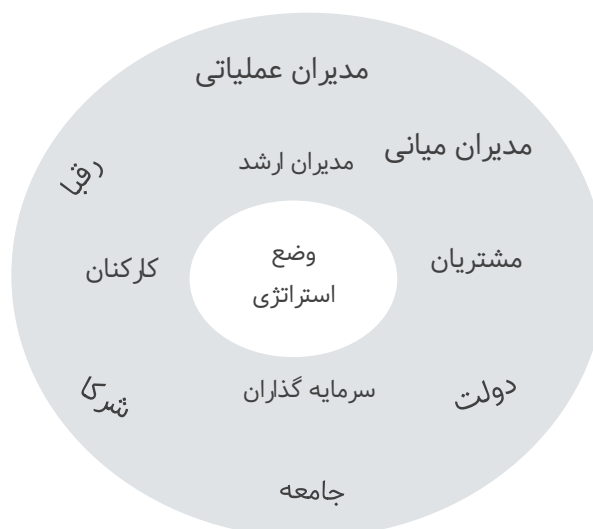 مدیران عملیاتی
مدیران میانی
مدیران ارشد
رقبا
مشتریان
وضع
استراتژی
کارکنان
دولت
سرمایه گذاران
شرکا
جامعه